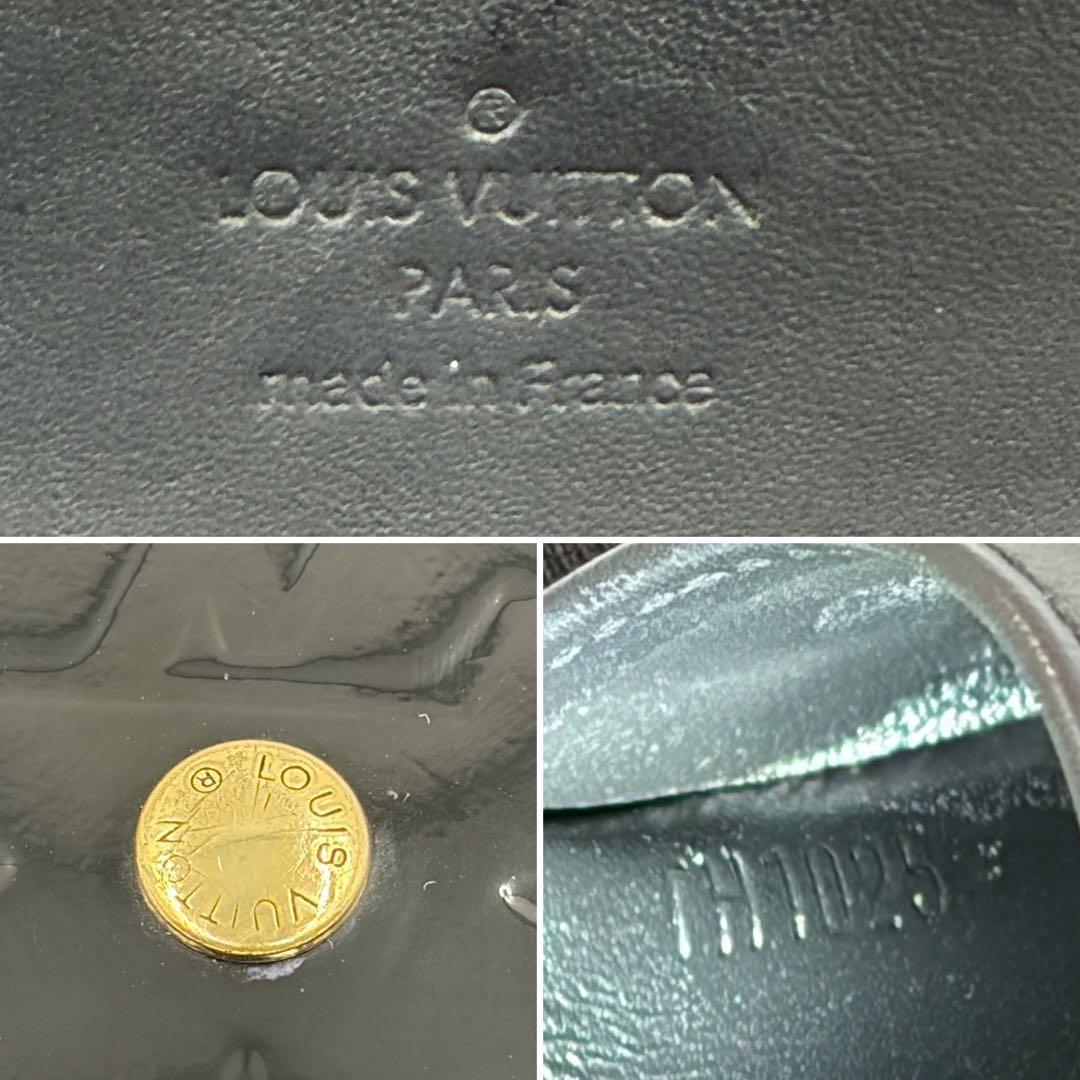 ®
LOUIS VUITTON
PARIS
made in France
LOUIS VUITTON ®
TH1025